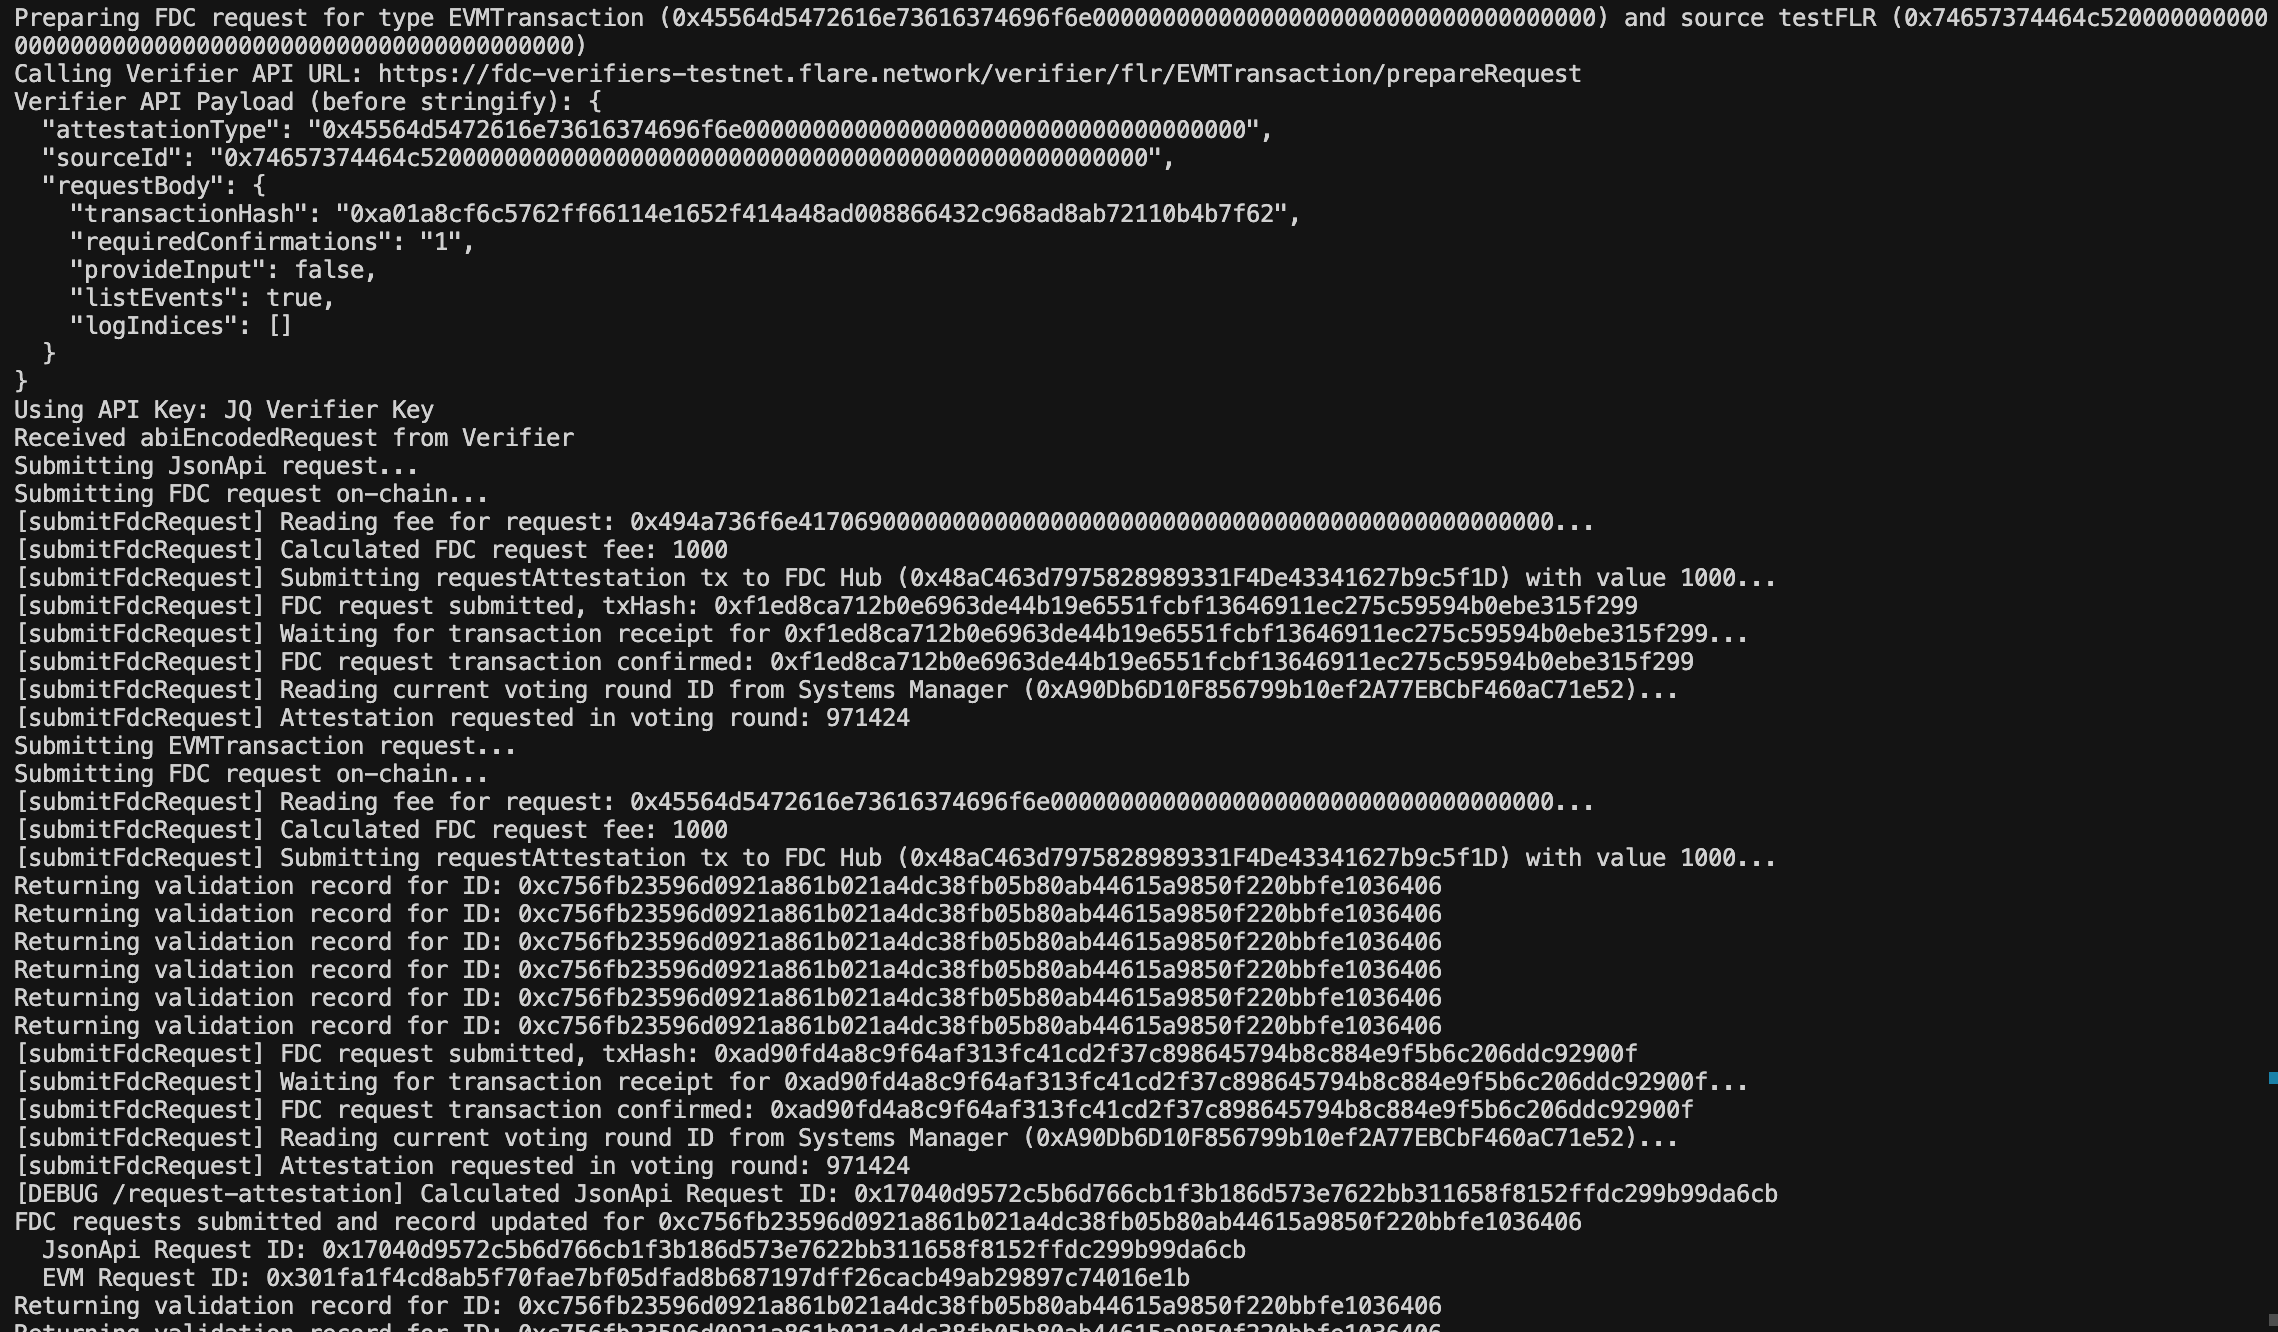 Preparing FDC request for type EVMTransaction (0x45564d5472616e73616374696f6e000000000000000000000000000000000000) and source testFLR (0x74657374464c520000000000
0000000000000000000000000000000000000000)
Calling Verifier API URL: https://fdc-verifiers-testnet.flare.network/verifier/flr/EVMTransaction/prepareRequest
Verifier API Payload (before stringify): {
  "attestationType": "0x45564d5472616e73616374696f6e000000000000000000000000000000000000",
  "sourceId": "0x74657374464c5200000000000000000000000000000000000000000000000000",
  "requestBody": {
    "transactionHash": "0xa01a8cf6c5762ff66114e1652f414a48ad008866432c968ad8ab72110b4b7f62",
    "requiredConfirmations": "1",
    "provideInput": false,
    "listEvents": true,
    "logIndices": []
  }
}
Using API Key: JQ Verifier Key
Received abiEncodedRequest from Verifier
Submitting JsonApi request...
Submitting FDC request on-chain...
[submitFdcRequest] Reading fee for request: 0x494a736f6e417069000000000000000000000000000000000000000000000000...
[submitFdcRequest] Calculated FDC request fee: 1000
[submitFdcRequest] Submitting requestAttestation tx to FDC Hub (0x48aC463d7975828989331F4De43341627b9c5f1D) with value 1000...
[submitFdcRequest] FDC request submitted, txHash: 0xf1ed8ca712b0e6963de44b19e6551fcbf13646911ec275c59594b0ebe315f299
[submitFdcRequest] Waiting for transaction receipt for 0xf1ed8ca712b0e6963de44b19e6551fcbf13646911ec275c59594b0ebe315f299...
[submitFdcRequest] FDC request transaction confirmed: 0xf1ed8ca712b0e6963de44b19e6551fcbf13646911ec275c59594b0ebe315f299
[submitFdcRequest] Reading current voting round ID from Systems Manager (0xA90Db6D10F856799b10ef2A77EBCbF460aC71e52)...
[submitFdcRequest] Attestation requested in voting round: 971424
Submitting EVMTransaction request...
Submitting FDC request on-chain...
[submitFdcRequest] Reading fee for request: 0x45564d5472616e73616374696f6e000000000000000000000000000000000000...
[submitFdcRequest] Calculated FDC request fee: 1000
[submitFdcRequest] Submitting requestAttestation tx to FDC Hub (0x48aC463d7975828989331F4De43341627b9c5f1D) with value 1000...
Returning validation record for ID: 0xc756fb23596d0921a861b021a4dc38fb05b80ab44615a9850f220bbfe1036406
Returning validation record for ID: 0xc756fb23596d0921a861b021a4dc38fb05b80ab44615a9850f220bbfe1036406
Returning validation record for ID: 0xc756fb23596d0921a861b021a4dc38fb05b80ab44615a9850f220bbfe1036406
Returning validation record for ID: 0xc756fb23596d0921a861b021a4dc38fb05b80ab44615a9850f220bbfe1036406
Returning validation record for ID: 0xc756fb23596d0921a861b021a4dc38fb05b80ab44615a9850f220bbfe1036406
Returning validation record for ID: 0xc756fb23596d0921a861b021a4dc38fb05b80ab44615a9850f220bbfe1036406
[submitFdcRequest] FDC request submitted, txHash: 0xad90fd4a8c9f64af313fc41cd2f37c898645794b8c884e9f5b6c206ddc92900f
[submitFdcRequest] Waiting for transaction receipt for 0xad90fd4a8c9f64af313fc41cd2f37c898645794b8c884e9f5b6c206ddc92900f...
[submitFdcRequest] FDC request transaction confirmed: 0xad90fd4a8c9f64af313fc41cd2f37c898645794b8c884e9f5b6c206ddc92900f
[submitFdcRequest] Reading current voting round ID from Systems Manager (0xA90Db6D10F856799b10ef2A77EBCbF460aC71e52)...
[submitFdcRequest] Attestation requested in voting round: 971424
[DEBUG /request-attestation] Calculated JsonApi Request ID: 0x17040d9572c5b6d766cb1f3b186d573e7622bb311658f8152ffdc299b99da6cb
FDC requests submitted and record updated for 0xc756fb23596d0921a861b021a4dc38fb05b80ab44615a9850f220bbfe1036406
  JsonApi Request ID: 0x17040d9572c5b6d766cb1f3b186d573e7622bb311658f8152ffdc299b99da6cb
  EVM Request ID: 0x301fa1f4cd8ab5f70fae7bf05dfad8b687197dff26cacb49ab29897c74016e1b
Returning validation record for ID: 0xc756fb23596d0921a861b021a4dc38fb05b80ab44615a9850f220bbfe1036406
Returning validation record for ID: 0xc756fb23596d0921a861b021a4dc38fb05b80ab44615a9850f220bbfe1036406